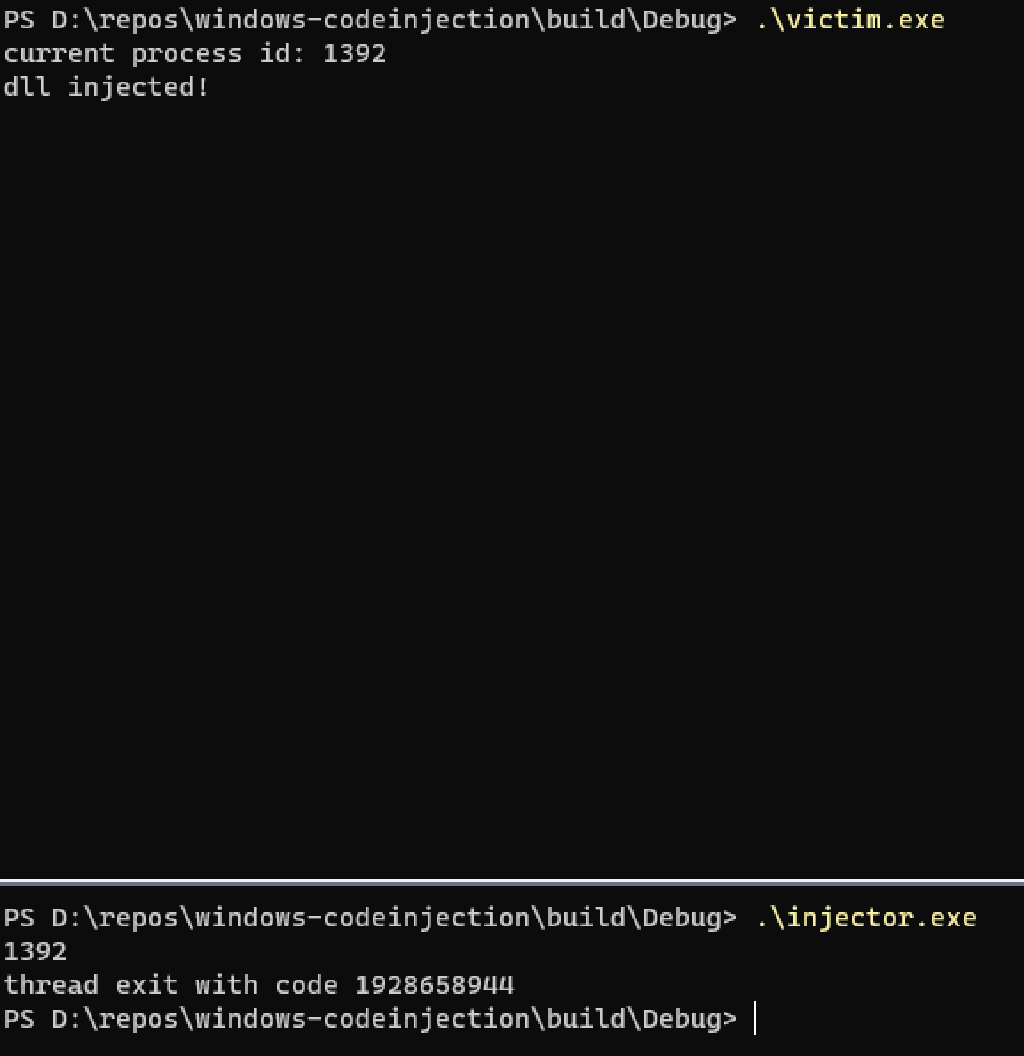 PS D:\repos\windows-codeinjection\build\Debug> .\victim.exe
current process id: 1392
dll injected!
PS D:\repos\windows-codeinjection\build\Debug> .\injector.exe
1392
thread exit with code 1928658944
PS D:\repos\windows-codeinjection\build\Debug>